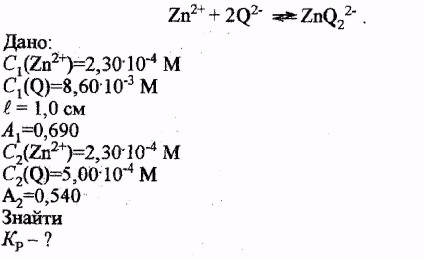 Zn²⁺ + 2Q²⁻ ⇌ ZnQ₂²⁻ .
Дано:
C₁(Zn²⁺)=2,30·10⁻⁴ М
C₁(Q)=8,60·10⁻³ М
ℓ = 1,0 см
A₁=0,690
C₂(Zn²⁺)=2,30·10⁻⁴ М
C₂(Q)=5,00·10⁻⁴ М
A₂=0,540
Знайти
Kр – ?